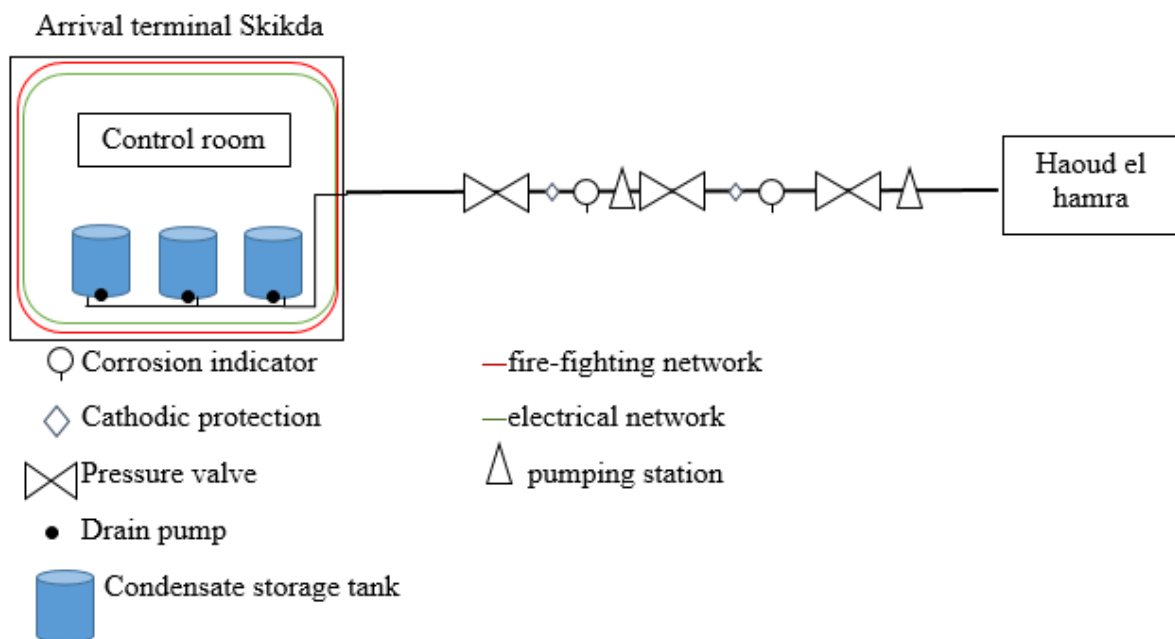 Arrival terminal Skikda
Control room
Haoud el
hamra
Corrosion indicator
fire-fighting network
Cathodic protection
electrical network
Pressure valve
pumping station
Drain pump
Condensate storage tank